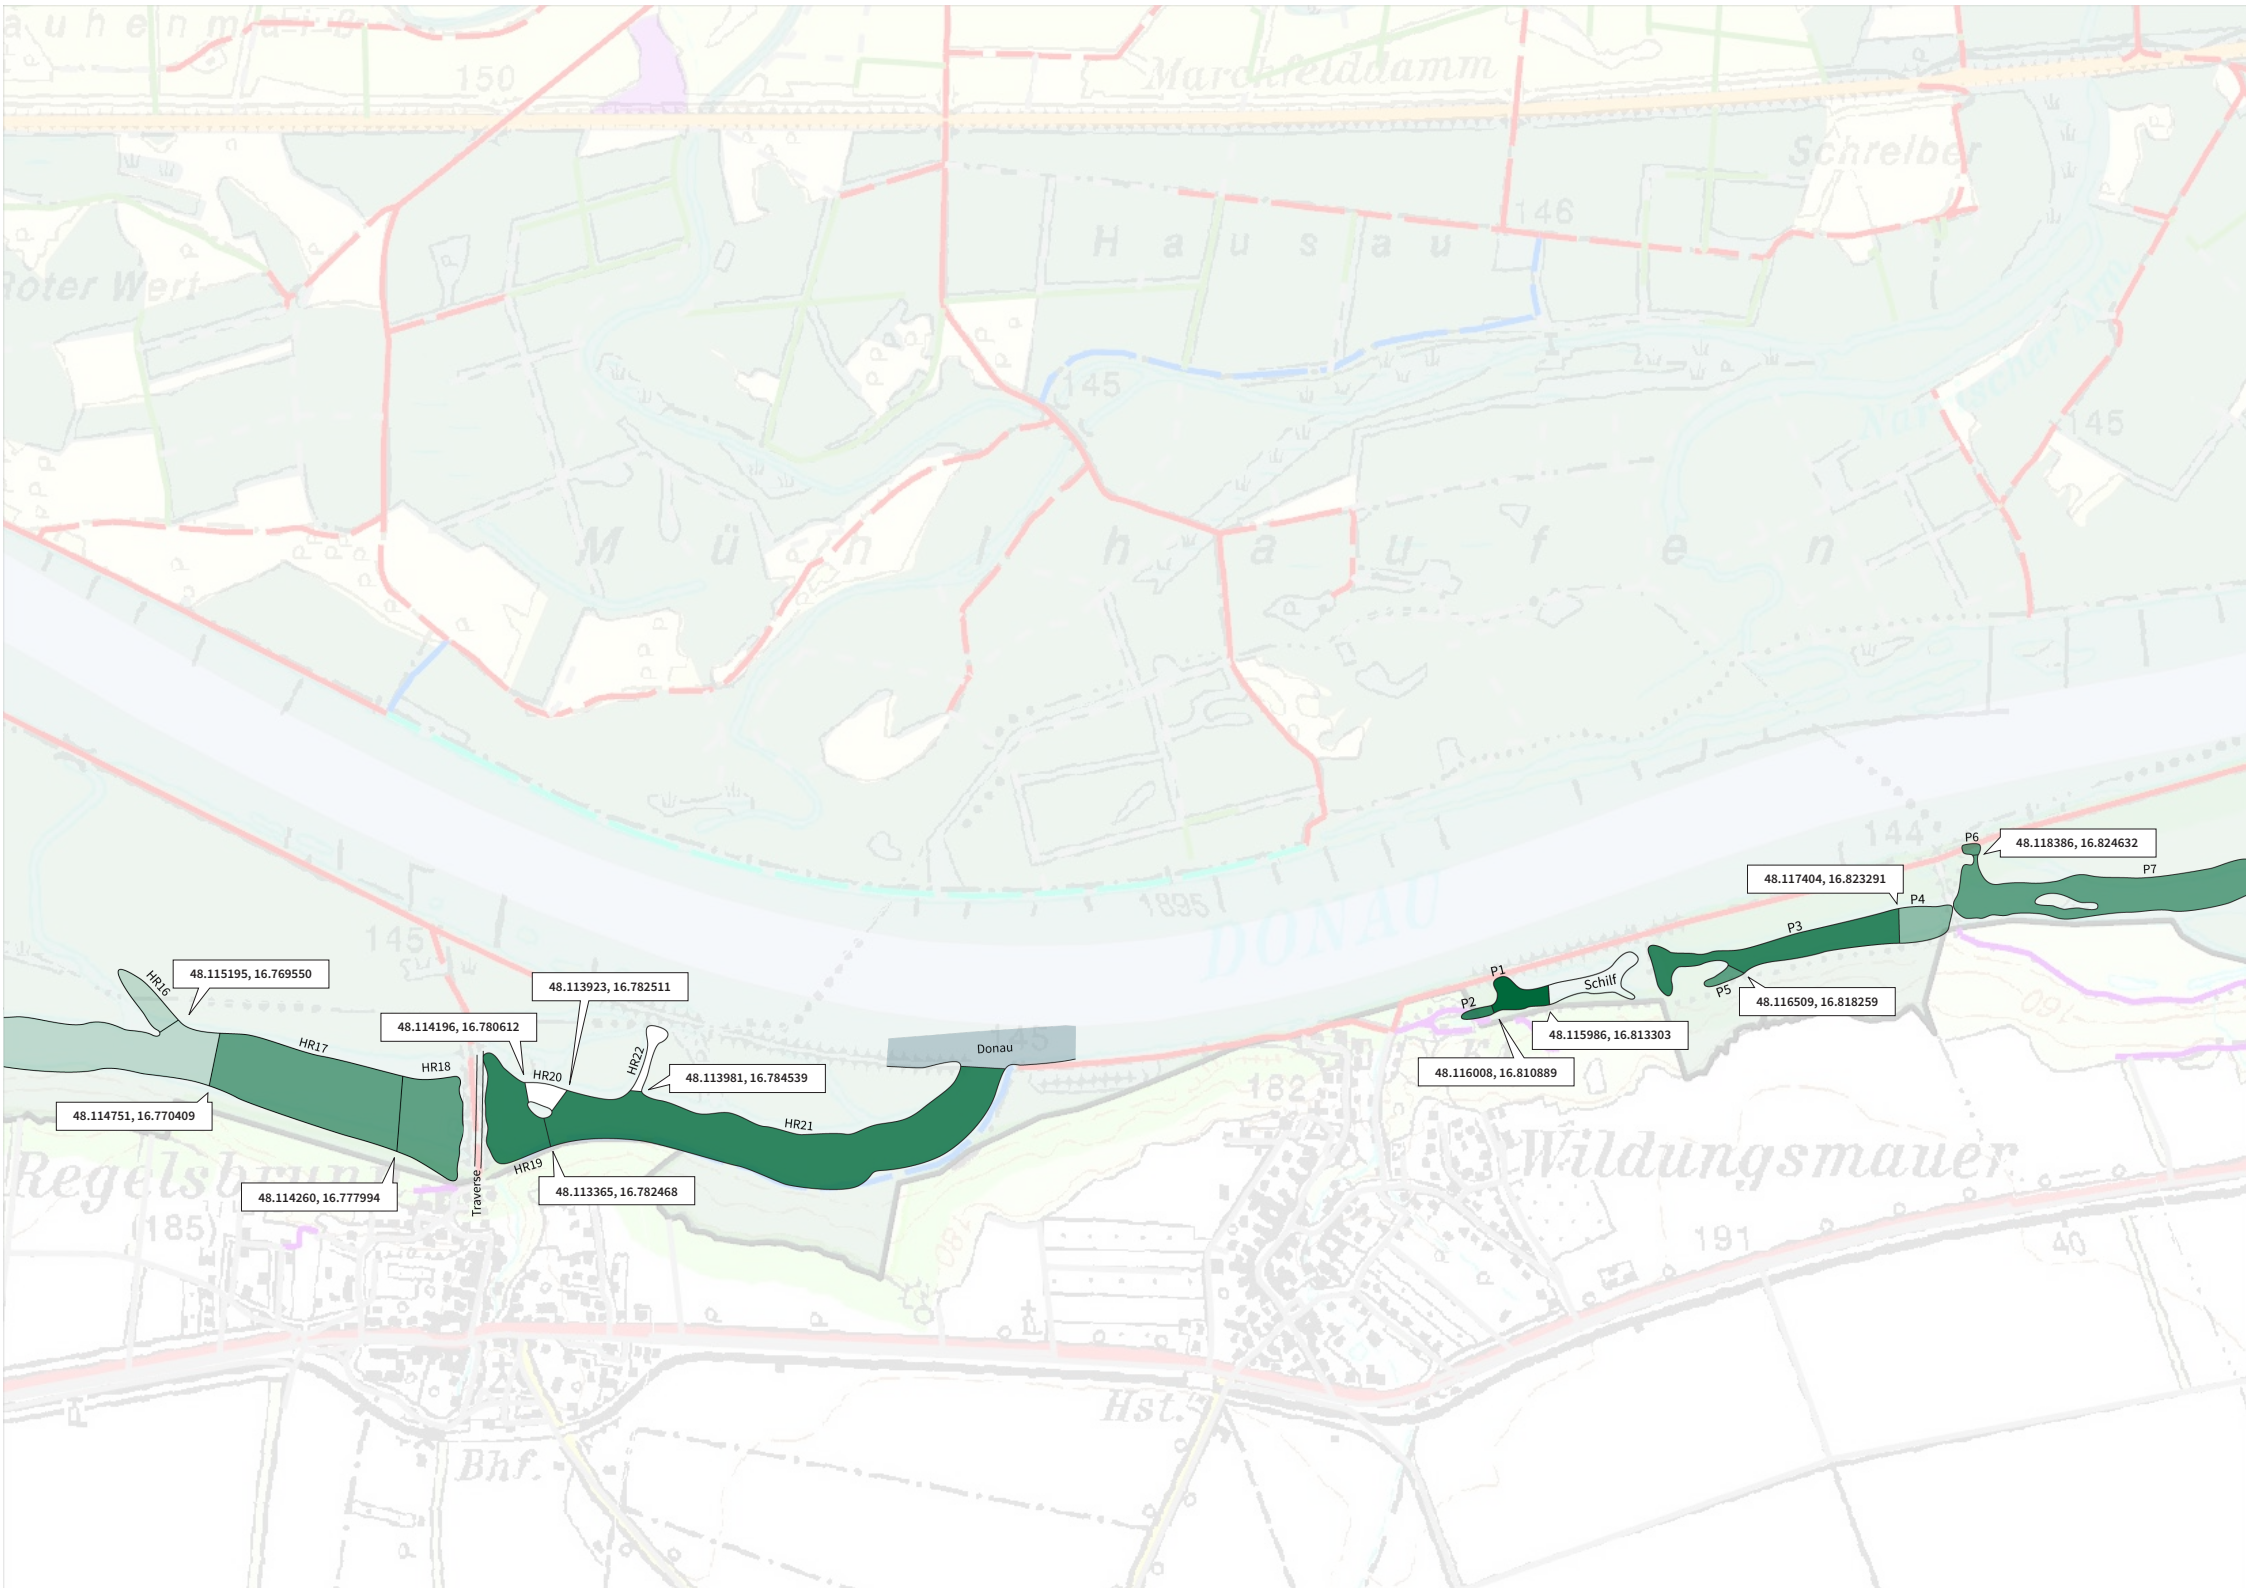 150
Marchfelddamm
Schreiber
146
H a u s a u
Roter Wert
145
145
M ü h l h a u f e n
144
P6
48.118386, 16.824632
P7
48.117404, 16.823291
P4
1895
DONAU
P3
145
HR16
48.115195, 16.769550
48.113923, 16.782511
P1
Schilf
P2
P5
48.116509, 16.818259
48.114196, 16.780612
48.115986, 16.813303
HR17
HR18
HR20
HR22
145
Donau
48.113981, 16.784539
48.116008, 16.810889
182
48.114751, 16.770409
HR21
HR19
Regelsbrunn
Traverse
Wildungsmauer
48.114260, 16.777994
48.113365, 16.782468
180
160
185
191
40
Hst.
Bhf.